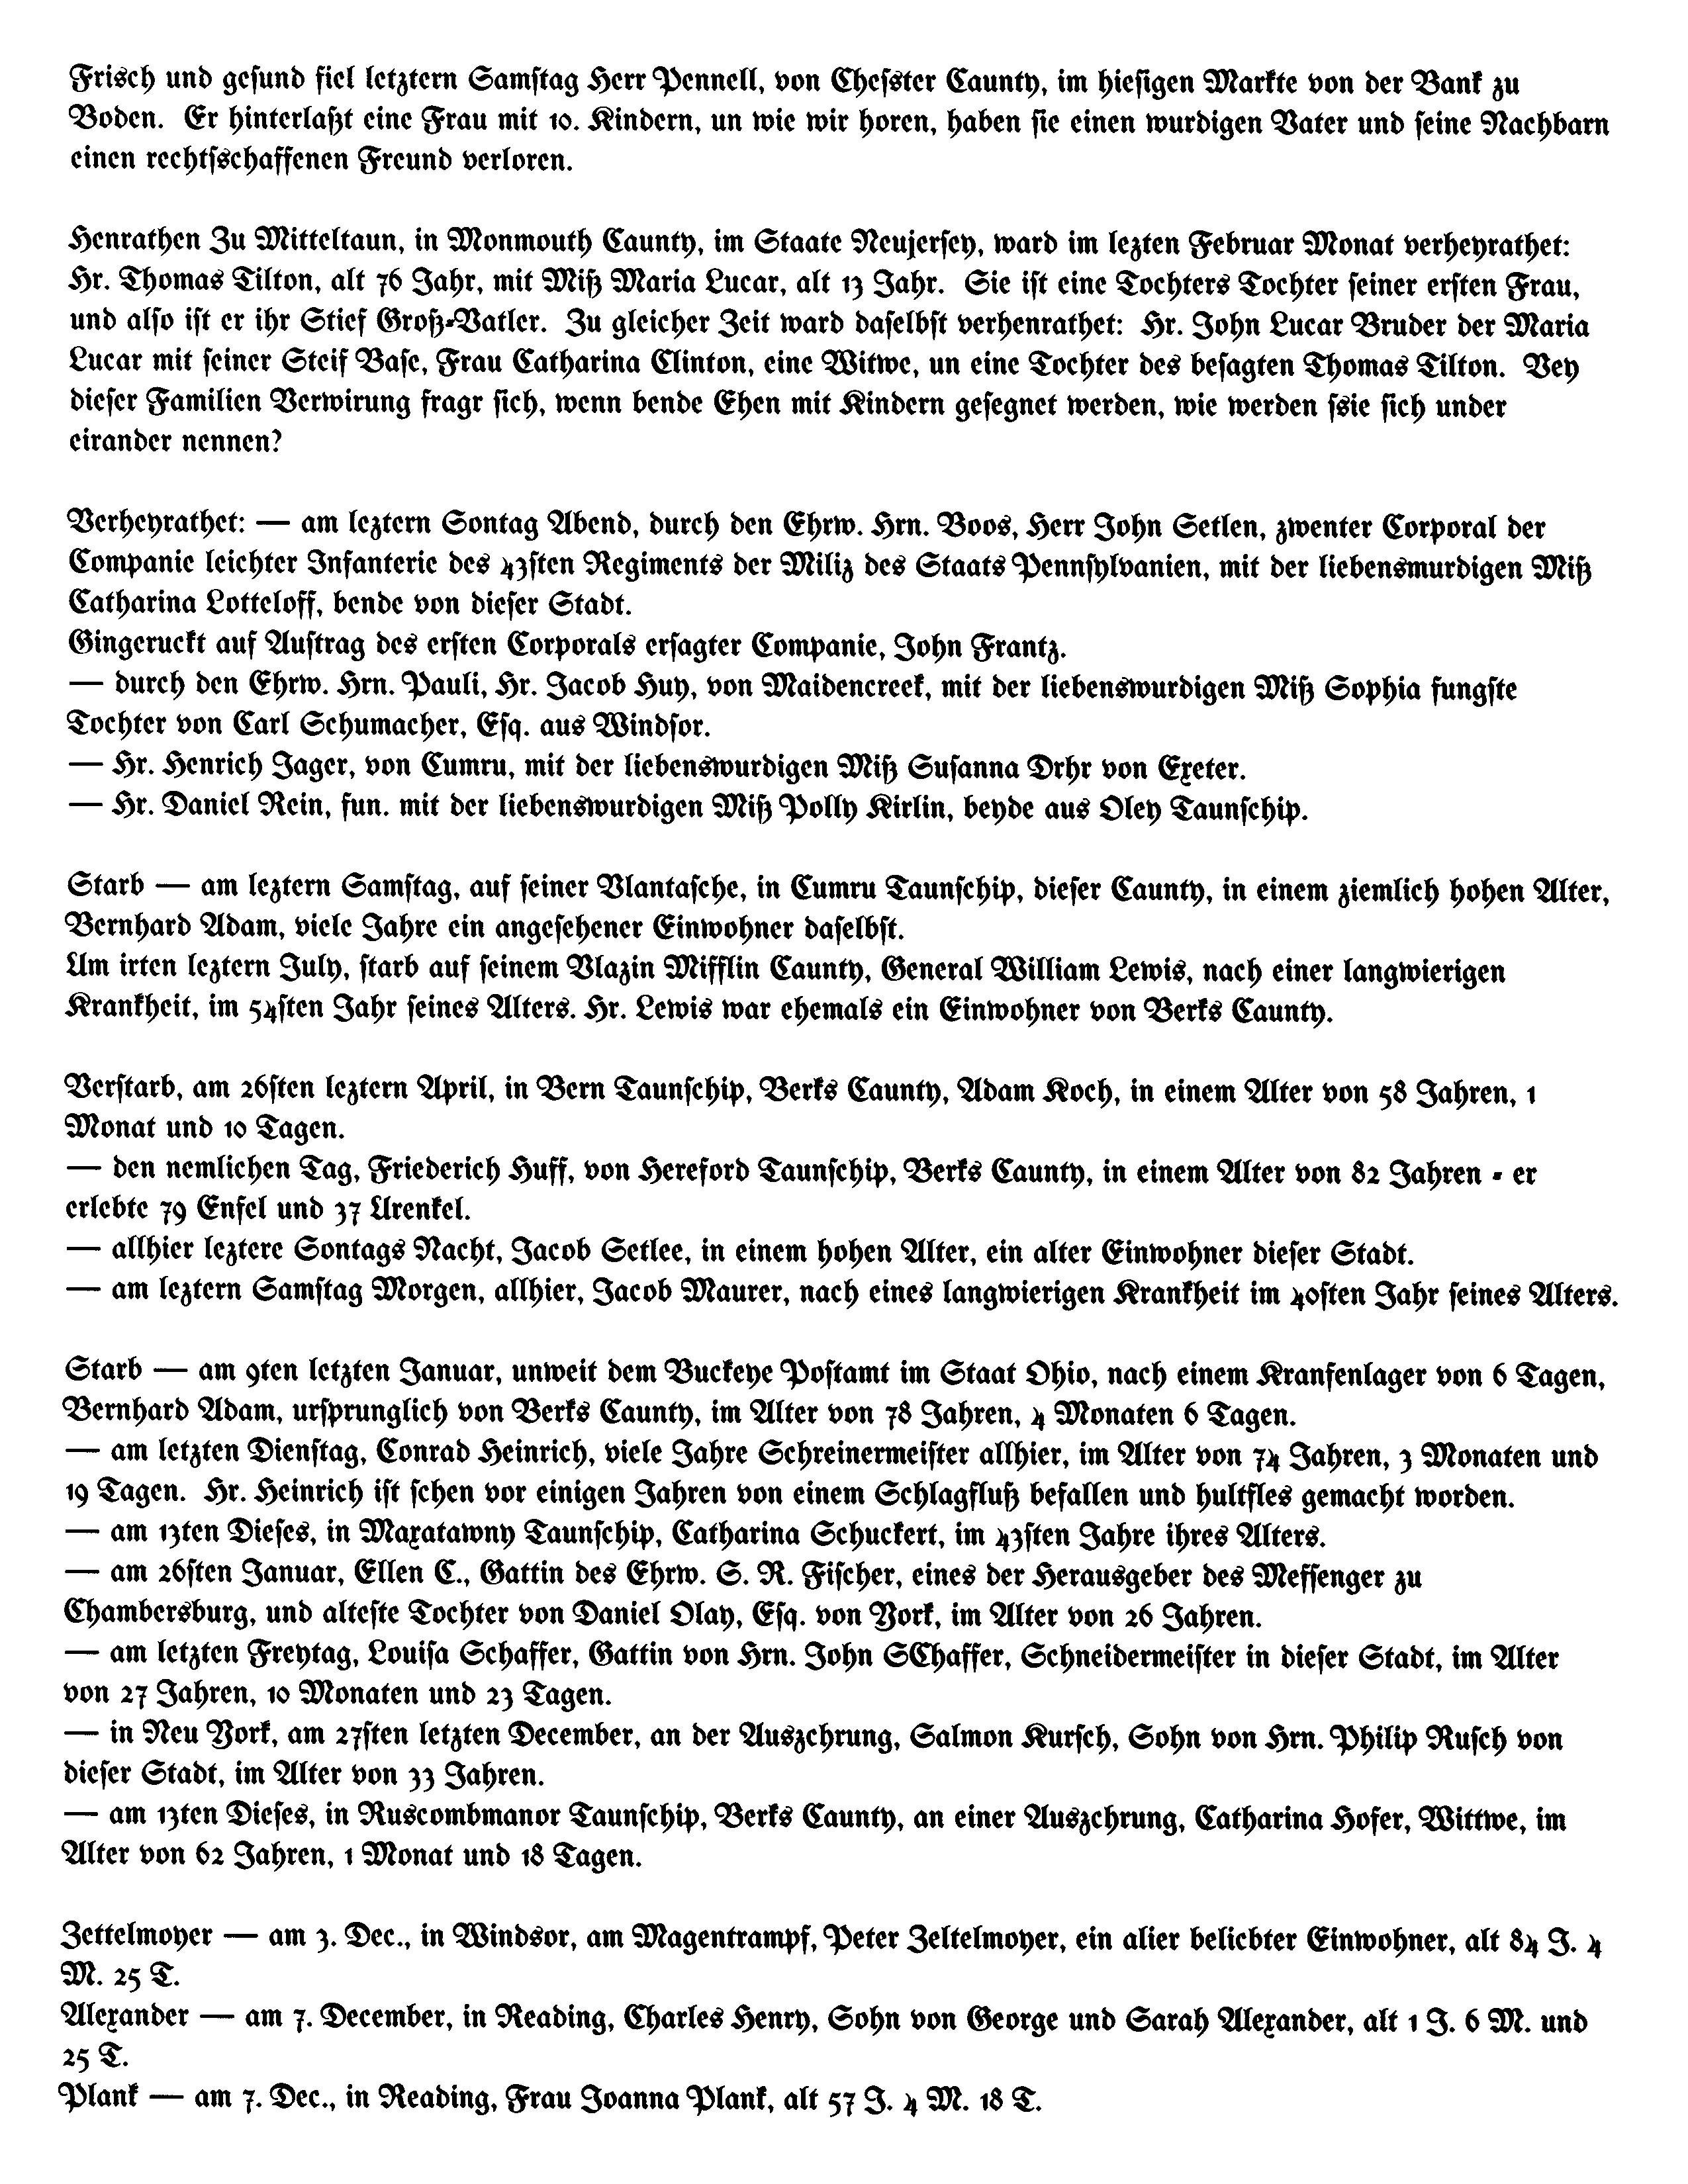 Frisch und geſund fiel letztern Samſtag Herr Pennell, von Cheſster Caunty, im hieſigen Markte von der Bank zu
Boden. Er hinterlaßt eine Frau mit 10. Kindern, un wie wir horen, haben ſie einen wurdigen Vater und ſeine Nachbarn
einen rechtſschaffenen Freund verloren.
Henrathen Zu Mitteltaun, in Monmouth Caunty, im Staate Neujerſey, ward im lezten Februar Monat verheyrathet:
Hr. Thomas Tilton, alt 76 Jahr, mit Miß Maria Lucar, alt 13 Jahr. Sie iſt eine Tochters Tochter ſeiner erſten Frau,
und alſo iſt er ihr Stief Groß-Vatler. Zu gleicher Zeit ward daſelbſt verhenrathet: Hr. John Lucar Bruder der Maria
Lucar mit ſeiner Steif Baſe, Frau Catharina Clinton, eine Witwe, un eine Tochter des beſagten Thomas Tilton. Vey
dieſer Familien Verwirung fragr ſich, wenn bende Ehen mit Kindern geſegnet werden, wie werden ſsie ſich under
eirander nennen?
Verheyrathet: — am leztern Sontag Abend, durch den Ehrw. Hrn. Boos, Herr John Setlen, zwenter Corporal der
Companie leichter Infanterie des 43ſten Regiments der Miliz des Staats Pennſylvanien, mit der liebensmurdigen Miß
Catharina Lotteloff, bende von dieſer Stadt.
Gingeruckt auf Auftrag des erſten Corporals erſagter Companie, John Frantz.
— durch den Ehrw. Hrn. Pauli, Hr. Jacob Huy, von Maidencreek, mit der liebenswurdigen Miß Sophia fungſte
Tochter von Carl Schumacher, Eſq. aus Windſor.
— Hr. Henrich Jager, von Cumru, mit der liebenswurdigen Miß Suſanna Drhr von Exeter.
— Hr. Daniel Rein, fun. mit der liebenswurdigen Miß Polly Kirlin, beyde aus Oley Taunſchip.
Starb — am leztern Samſtag, auf ſeiner Vlantaſche, in Cumru Taunſchip, dieſer Caunty, in einem ziemlich hohen Alter,
Bernhard Adam, viele Jahre ein angeſehener Einwohner daſelbſt.
Um irten leztern July, ſtarb auf ſeinem Vlazin Mifflin Caunty, General William Lewis, nach einer langwierigen
Krankheit, im 54ſten Jahr ſeines Alters. Hr. Lewis war ehemals ein Einwohner von Berks Caunty.
Verſtarb, am 26ſten leztern April, in Bern Taunſchip, Berks Caunty, Adam Koch, in einem Alter von 58 Jahren, 1
Monat und 10 Tagen.
— den nemlichen Tag, Friederich Huff, von Hereford Taunſchip, Berks Caunty, in einem Alter von 82 Jahren - er
erlebte 79 Enfel und 37 Urenkel.
— allhier leztere Sontags Nacht, Jacob Setlee, in einem hohen Alter, ein alter Einwohner dieſer Stadt.
— am leztern Samſtag Morgen, allhier, Jacob Maurer, nach eines langwierigen Krankheit im 40ſten Jahr ſeines Alters.
Starb — am 9ten letzten Januar, unweit dem Buckeye Poſtamt im Staat Ohio, nach einem Kranfenlager von 6 Tagen,
Bernhard Adam, urſprunglich von Berks Caunty, im Alter von 78 Jahren, 4 Monaten 6 Tagen.
— am letzten Dienſtag, Conrad Heinrich, viele Jahre Schreinermeiſter allhier, im Alter von 74 Jahren, 3 Monaten und
19 Tagen. Hr. Heinrich iſt ſchen vor einigen Jahren von einem Schlagfluß befallen und hultfles gemacht worden.
— am 13ten Dieſes, in Maxatawny Taunſchip, Catharina Schuckert, im 43ſten Jahre ihres Alters.
— am 26ſten Januar, Ellen C., Gattin des Ehrw. S. R. Fiſcher, eines der Herausgeber des Meſſenger zu
Chambersburg, und alteſte Tochter von Daniel Olay, Eſq. von York, im Alter von 26 Jahren.
— am letzten Freytag, Louiſa Schaffer, Gattin von Hrn. John SChaffer, Schneidermeiſter in dieſer Stadt, im Alter
von 27 Jahren, 10 Monaten und 23 Tagen.
— in Neu York, am 27ſten letzten December, an der Auszehrung, Salmon Kurſch, Sohn von Hrn. Philip Ruſch von
dieſer Stadt, im Alter von 33 Jahren.
— am 13ten Dieſes, in Ruscombmanor Taunſchip, Berks Caunty, an einer Auszehrung, Catharina Hofer, Wittwe, im
Alter von 62 Jahren, 1 Monat und 18 Tagen.
Zettelmoyer — am 3. Dec., in Windsor, am Magentrampf, Peter Zeltelmoyer, ein alier beliebter Einwohner, alt 84 J. 4
M. 25 T.
Alexander — am 7. December, in Reading, Charles Henry, Sohn von George und Sarah Alexander, alt 1 J. 6 M. und
25 T.
Plank — am 7. Dec., in Reading, Frau Joanna Plank, alt 57 J. 4 M. 18 T.